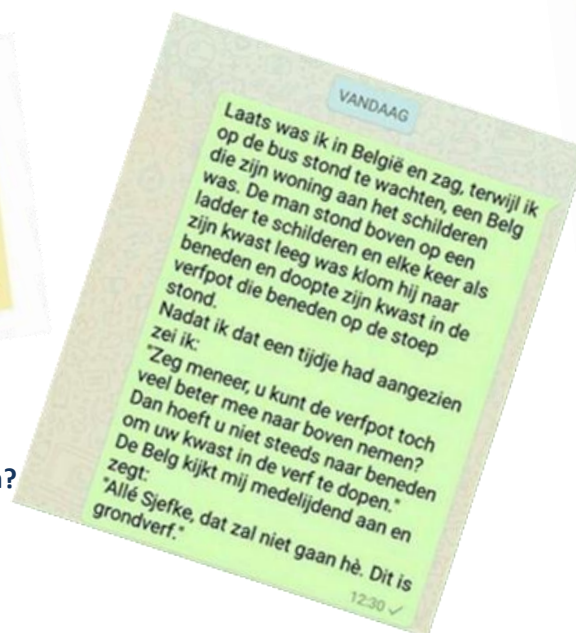 VANDAAG
Laats was ik in België en zag, terwijl ik
op de bus stond te wachten, een Belg
die zijn woning aan het schilderen
was. De man stond boven op een
ladder te schilderen en elke keer als
zijn kwast leeg was klom hij naar
beneden en doopte zijn kwast in de
verfpot die beneden op de stoep
stond.
Nadat ik dat een tijdje had aangezien
zei ik:
"Zeg meneer, u kunt de verfpot toch
veel beter mee naar boven nemen?
Dan hoeft u niet steeds naar beneden
om uw kwast in de verf te dopen."
De Belg kijkt mij medelijdend aan en
zegt:
"Allé Sjefke, dat zal niet gaan hè. Dit is
grondverf."
12:30